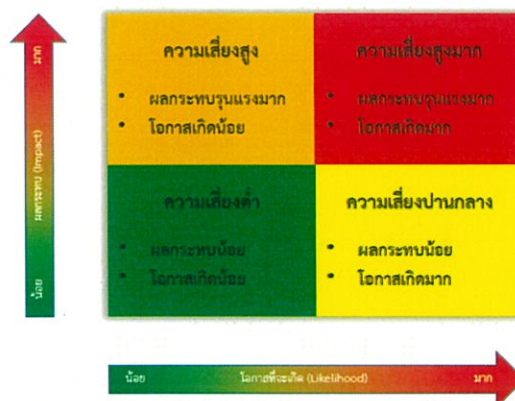 มาก
ผลกระทบ (Impact)
น้อย
ความเสี่ยงสูง
• ผลกระทบรุนแรงมาก
• โอกาสเกิดน้อย
ความเสี่ยงสูงมาก
• ผลกระทบรุนแรงมาก
• โอกาสเกิดมาก
ความเสี่ยงต่ำ
• ผลกระทบน้อย
• โอกาสเกิดน้อย
ความเสี่ยงปานกลาง
• ผลกระทบน้อย
• โอกาสเกิดมาก
น้อย โอกาสที่จะเกิด (Likelihood) มาก